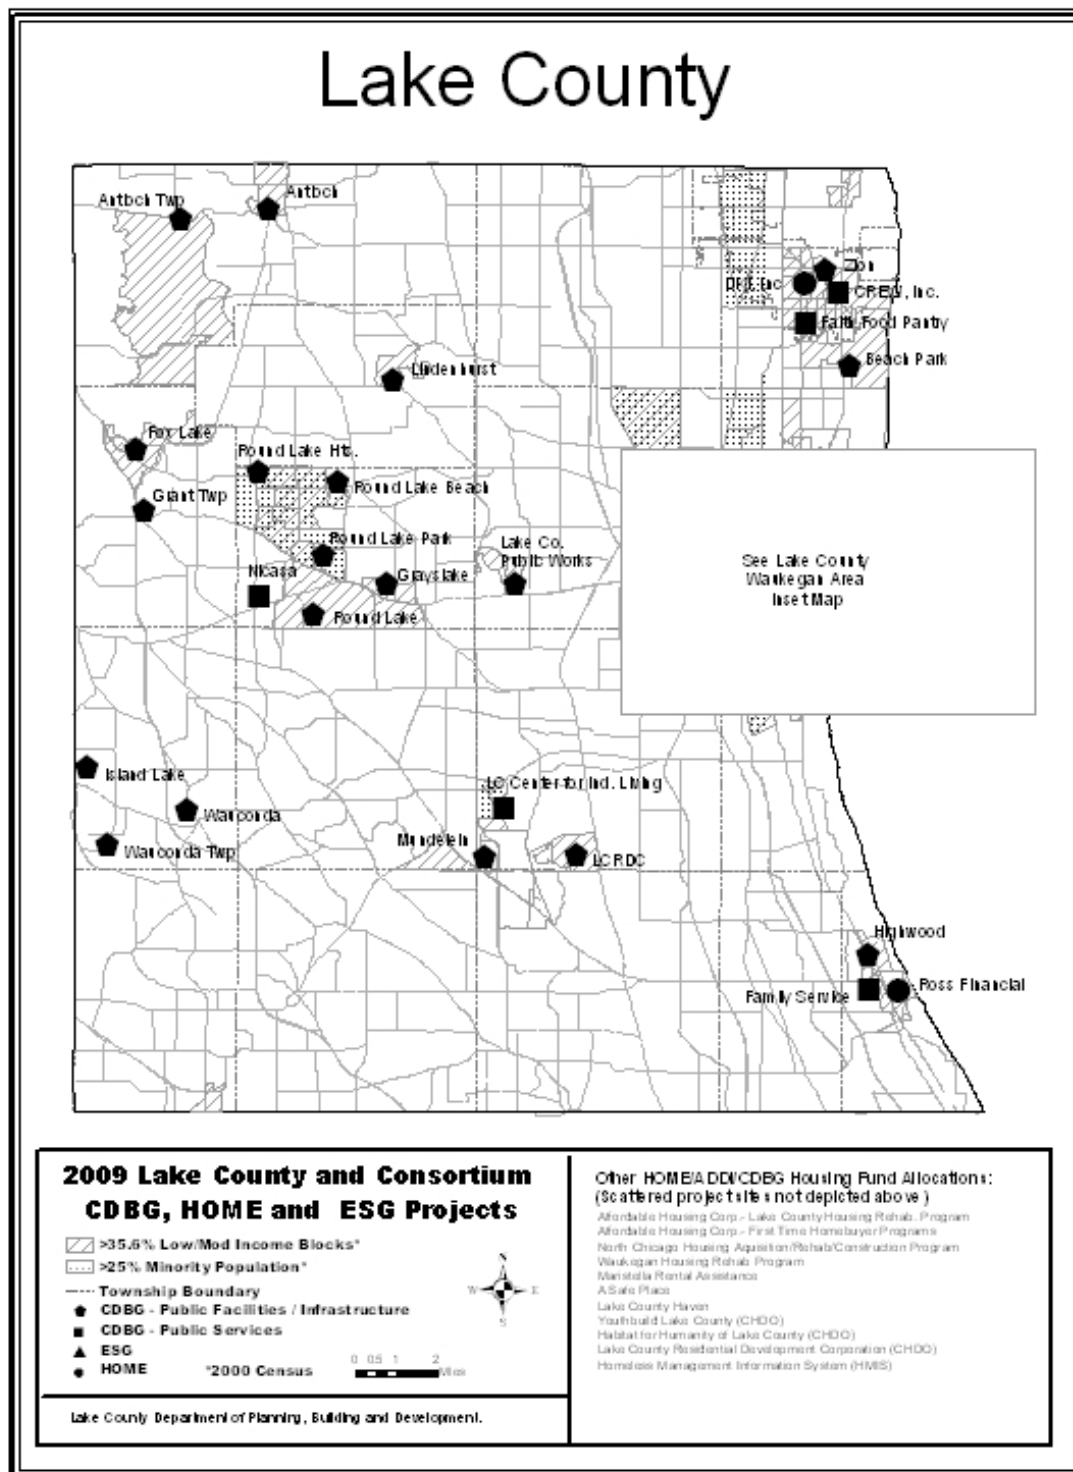 Lake County
Antioch Twp
Antioch
Zion
CREW, Inc.
Faith Food Pantry
Beach Park
Lindenhurst
Fox Lake
Round Lake Hts.
Round Lake Beach
Grant Twp
Round Lake Park
Lake Co.
Public Works
Nicasa
Grayslake
Round Lake
See Lake County
Waukegan Area
Inset Map
Island Lake
Wauconda
Wauconda Twp
LC Center for Ind. Living
Mundelein
LCRDC
Highwood
Ross Financial
Family Service
2009 Lake County and Consortium
CDBG, HOME and ESG Projects
>35.6% Low/Mod Income Blocks*
>25% Minority Population*
Township Boundary
CDBG - Public Facilities / Infrastructure
CDBG - Public Services
ESG
HOME
*2000 Census
0 0.5 1 2
Miles
N
W E
S
Lake County Department of Planning, Building and Development.
Other HOME/ADDI/CDBG Housing Fund Allocations:
(Scattered project sites not depicted above)
Affordable Housing Corp.- Lake County Housing Rehab. Program
Affordable Housing Corp.- First Time Homebuyer Programs
North Chicago Housing Aquisition/Rehab/Construction Program
Waukegan Housing Rehab Program
Maristella Rental Assistance
A Safe Place
Lake County Haven
Youthbuild Lake County (CHDO)
Habitat for Humanity of Lake County (CHDO)
Lake County Residential Development Corporation (CHDO)
Homeless Management Information System (HMIS)